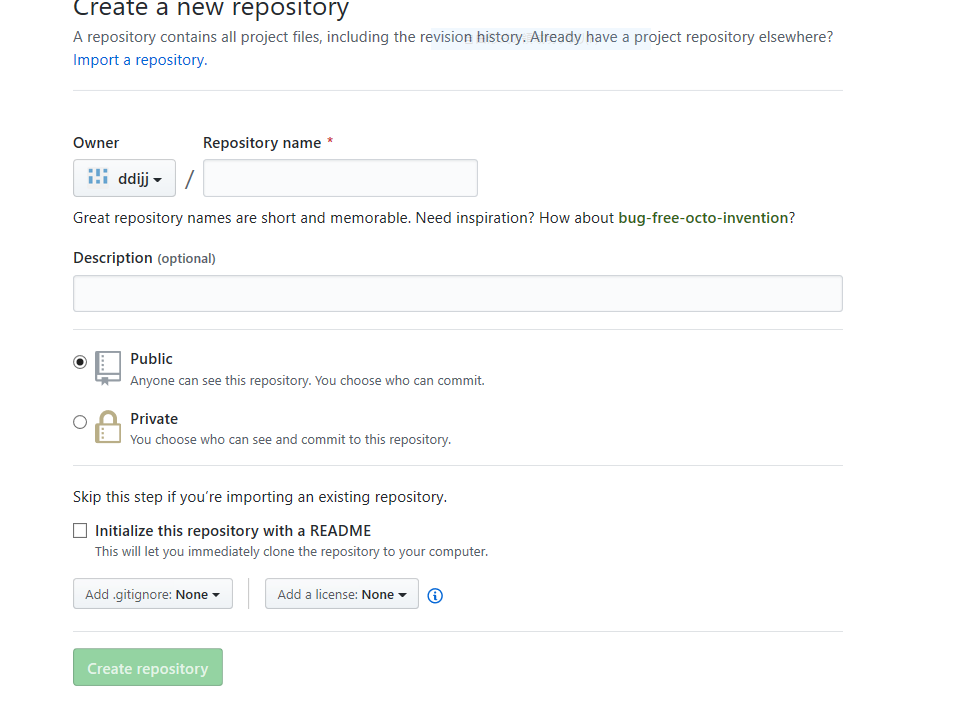 Create a new repository
A repository contains all project files, including the revision history. Already have a project repository elsewhere?
Import a repository.
Owner
Repository name *
ddijj
/
Great repository names are short and memorable. Need inspiration? How about bug-free-octo-invention?
Description (optional)
Public
Anyone can see this repository. You choose who can commit.
Private
You choose who can see and commit to this repository.
Skip this step if you’re importing an existing repository.
Initialize this repository with a README
This will let you immediately clone the repository to your computer.
Add .gitignore: None
Add a license: None
Create repository